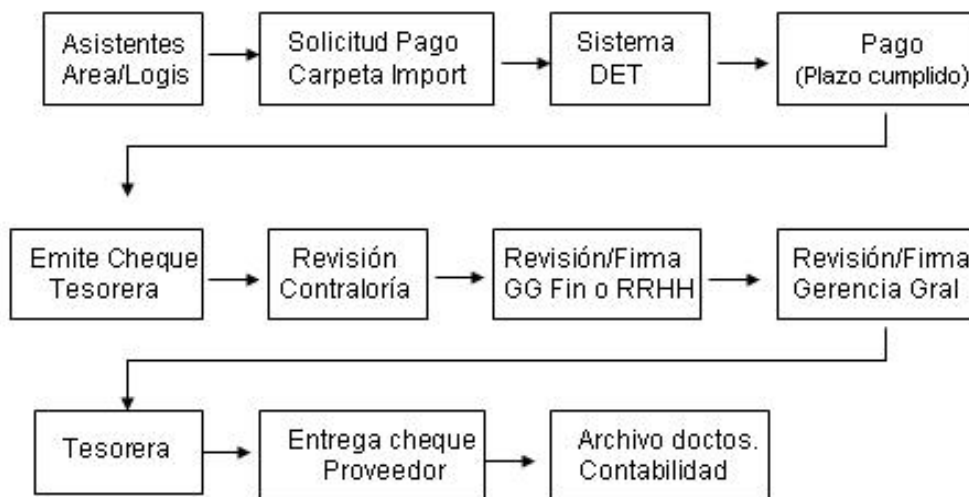 Asistentes
Area/Logis
Solicitud Pago
Carpeta Import
Sistema
DET
Pago
(Plazo cumplido)
Emite Cheque
Tesorera
Revisión
Contraloría
Revisión/Firma
GG Fin o RRHH
Revisión/Firma
Gerencia Gral
Tesorera
Entrega cheque
Proveedor
Archivo doctos.
Contabilidad